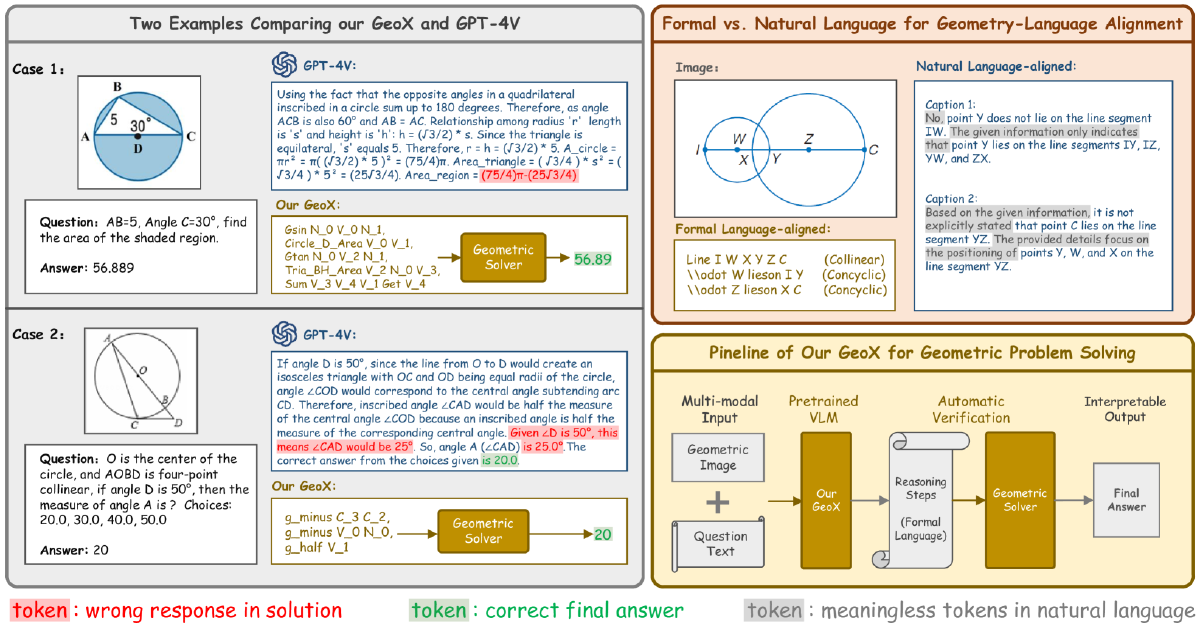 Two Examples Comparing our GeoX and GPT-4V
Case 1:
B
5
30°
A
C
D
Question: AB=5, Angle C=30°, find
the area of the shaded region.
Answer: 56.889
GPT-4V:
Using the fact that the opposite angles in a quadrilateral
inscribed in a circle sum up to 180 degrees. Therefore, as angle
ACB is also 60° and AB = AC. Relationship among radius 'r' length
is 's' and height is 'h': h = (√3/2) * s. Since the triangle is
equilateral, 's' equals 5. Therefore, r = h = (√3/2) * 5. A_circle =
πr² = π( (√3/2) * 5 )² = (75/4)π. Area_triangle = ( √3/4 ) * s² = (
√3/4 ) * 5² = (25√3/4). Area_region = (75/4)π-(25√3/4)
Our GeoX:
Gsin N_0 V_0 N_1,
Circle_D_Area V_0 V_1,
Gtan N_0 V_2 N_1,
Tria_BH_Area V_2 N_0 V_3,
Sum V_3 V_4 V_1 Get V_4
Geometric
Solver
56.89
Case 2:
A
O
B
C
D
Question: O is the center of the
circle, and AOBD is four-point
collinear, if angle D is 50°, then the
measure of angle A is ? Choices:
20.0, 30.0, 40.0, 50.0
Answer: 20
GPT-4V:
If angle D is 50°, since the line from O to D would create an
isosceles triangle with OC and OD being equal radii of the circle,
angle ∠COD would correspond to the central angle subtending arc
CD. Therefore, inscribed angle ∠CAD would be half the measure
of the central angle ∠COD because an inscribed angle is half the
measure of the corresponding central angle. Given ∠D is 50°, this
means ∠CAD would be 25°. So, angle A (∠CAD) is 25.0°.The
correct answer from the choices given is 20.0.
Our GeoX:
g_minus C_3 C_2,
g_minus V_0 N_0,
g_half V_1
Geometric
Solver
20
Formal vs. Natural Language for Geometry-Language Alignment
Image:
I
W
X
Y
Z
C
Formal Language-aligned:
Line I W X Y Z C (Collinear)
\\odot W lieson I Y (Concyclic)
\\odot Z lieson X C (Concyclic)
Natural Language-aligned:
Caption 1:
No, point Y does not lie on the line segment
IW. The given information only indicates
that point Y lies on the line segments IY, IZ,
YW, and ZX.
Caption 2:
Based on the given information, it is not
explicitly stated that point C lies on the line
segment YZ. The provided details focus on
the positioning of points Y, W, and X on the
line segment YZ.
Pineline of Our GeoX for Geometric Problem Solving
Multi-modal
Input
Geometric
Image
+
Question
Text
Pretrained
VLM
Our
GeoX
Automatic
Verification
Reasoning
Steps
(Formal
Language)
Geometric
Solver
Interpretable
Output
Final
Answer
token : wrong response in solution
token : correct final answer
token : meaningless tokens in natural language